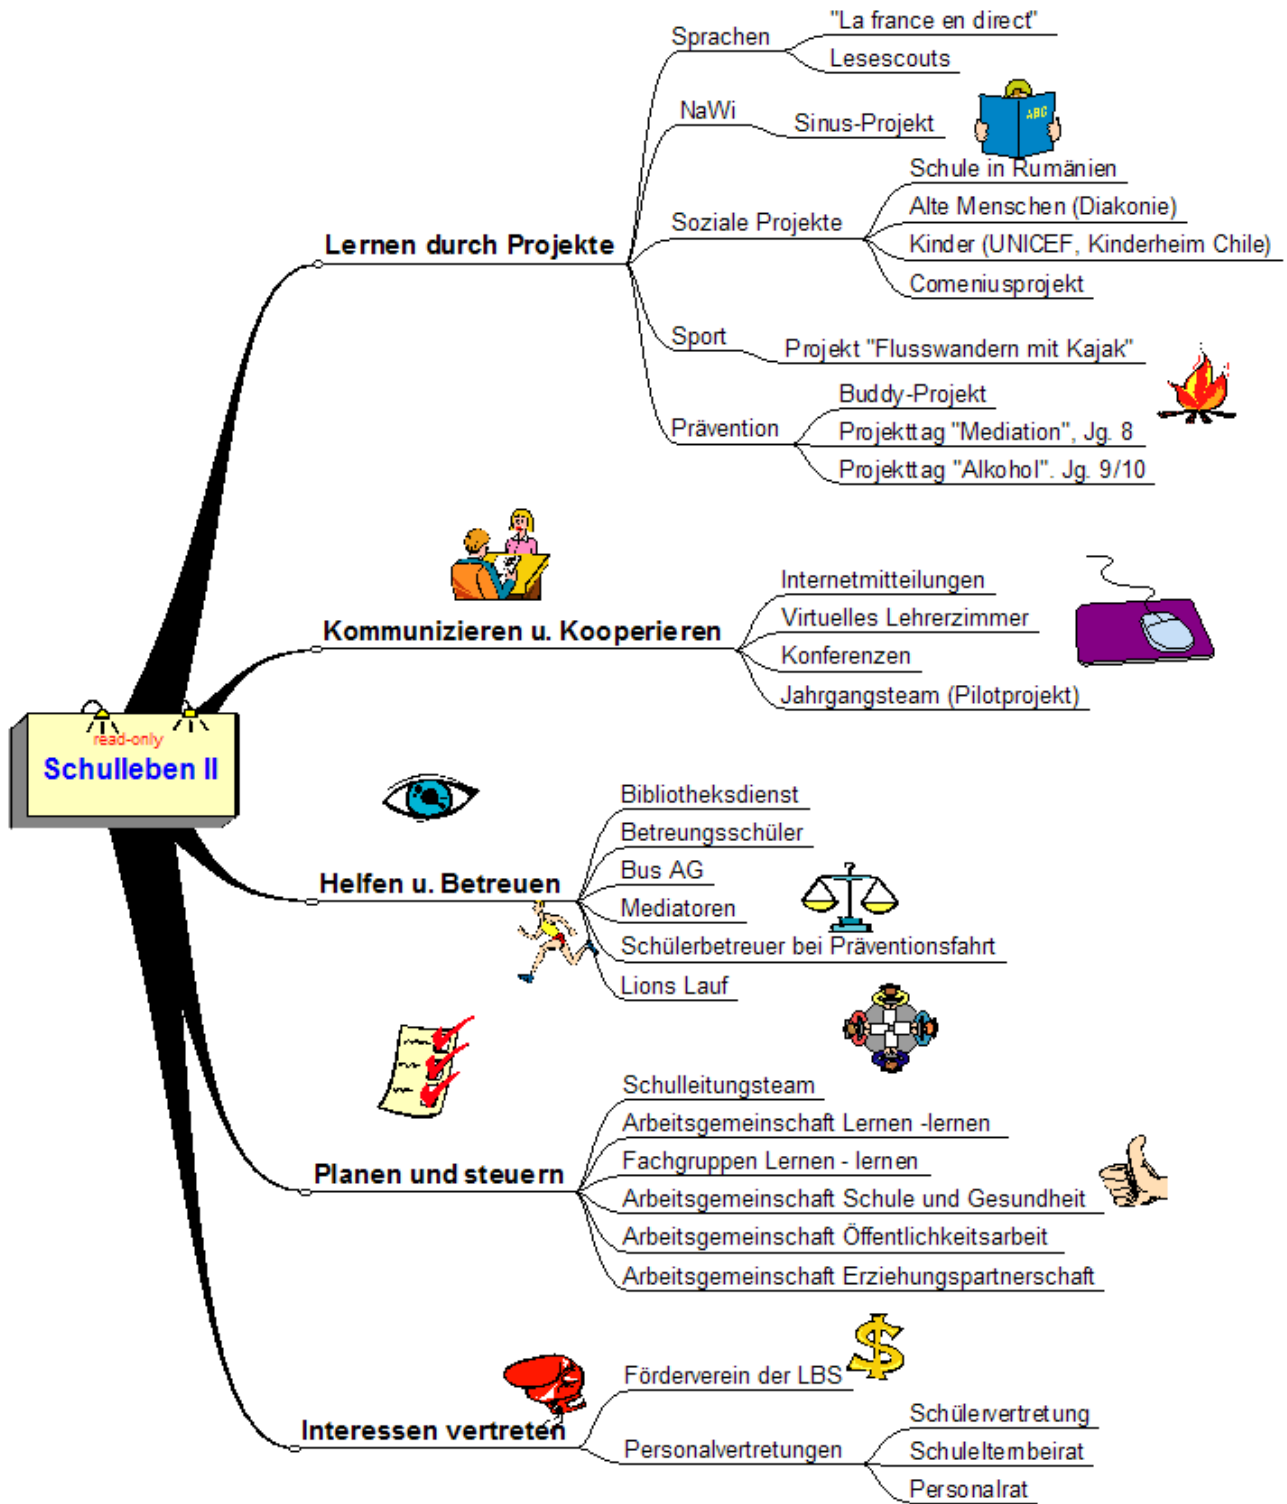 "La france en direct"
Sprachen
Lesescouts
NaWi
Sinus-Projekt
ABC
Schule in Rumänien
Alte Menschen (Diakonie)
Soziale Projekte
Kinder (UNICEF, Kinderheim Chile)
Lernen durch Projekte
Comeniusprojekt
Sport
Projekt "Flusswandern mit Kajak"
Buddy-Projekt
Prävention
Projekttag "Mediation", Jg. 8
Projekttag "Alkohol". Jg. 9/10
Internetmitteilungen
Virtuelles Lehrerzimmer
Kommunizieren u. Kooperieren
Konferenzen
Jahrgangsteam (Pilotprojekt)
read-only
Schulleben II
Bibliotheksdienst
Betreungsschüler
Bus AG
Helfen u. Betreuen
Mediatoren
Schülerbetreuer bei Präventionsfahrt
Lions Lauf
Schulleitungsteam
Arbeitsgemeinschaft Lernen -lernen
Fachgruppen Lernen - lernen
Planen und steuern
Arbeitsgemeinschaft Schule und Gesundheit
Arbeitsgemeinschaft Öffentlichkeitsarbeit
Arbeitsgemeinschaft Erziehungspartnerschaft
$
Förderverein der LBS
Interessen vertreten
Personalvertretungen
Schülervertretung
Schulelternbeirat
Personalrat